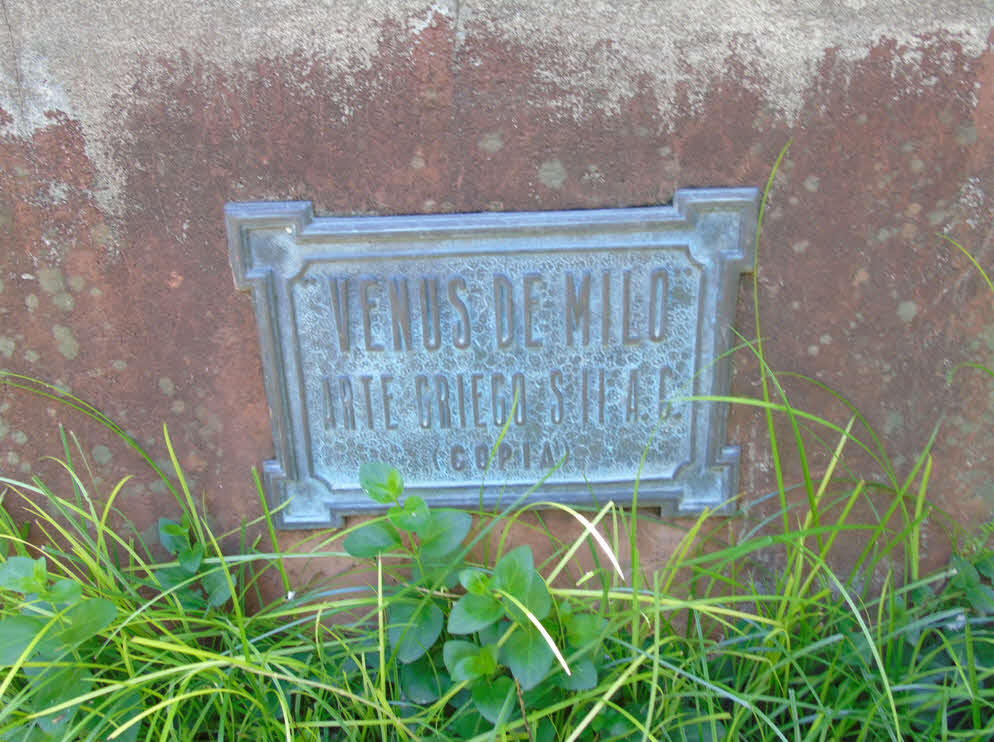 "VENUS DE MILO"
ARTE GRIEGO S II A.C.
(COPIA)